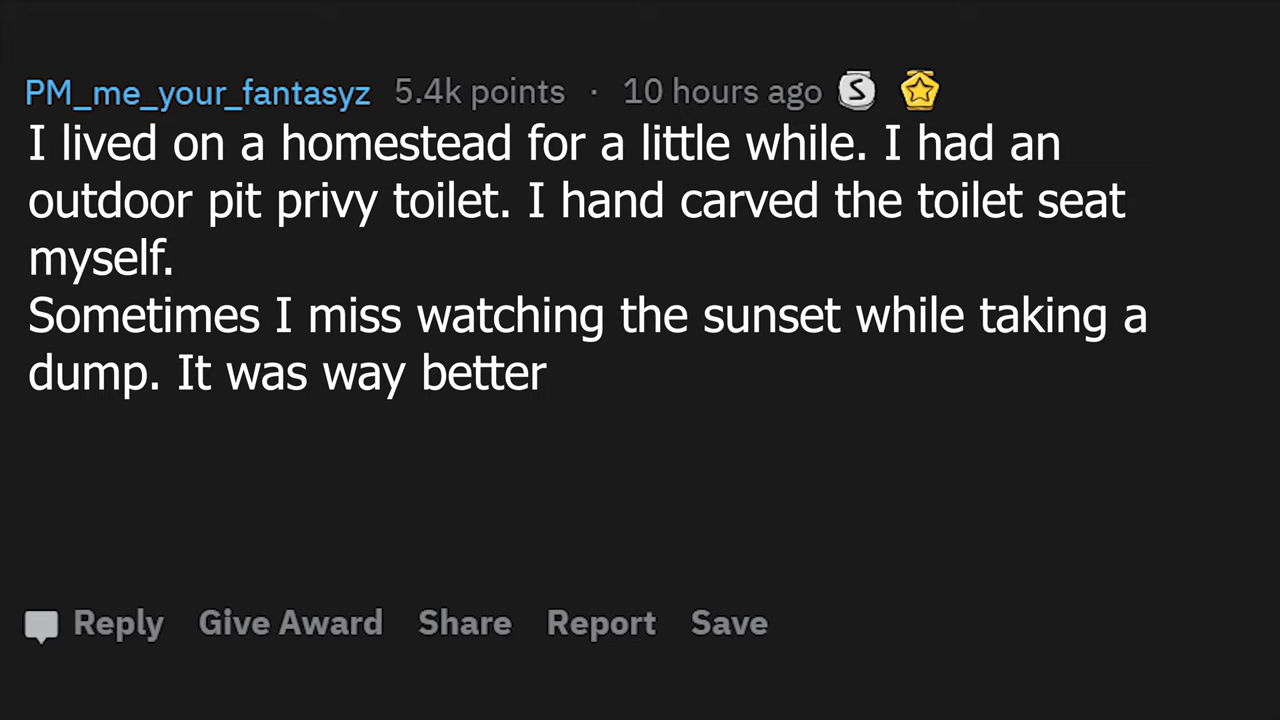 PM_me_your_fantasyz 5.4k points · 10 hours ago S
I lived on a homestead for a little while. I had an
outdoor pit privy toilet. I hand carved the toilet seat
myself.
Sometimes I miss watching the sunset while taking a
dump. It was way better
Reply Give Award Share Report Save